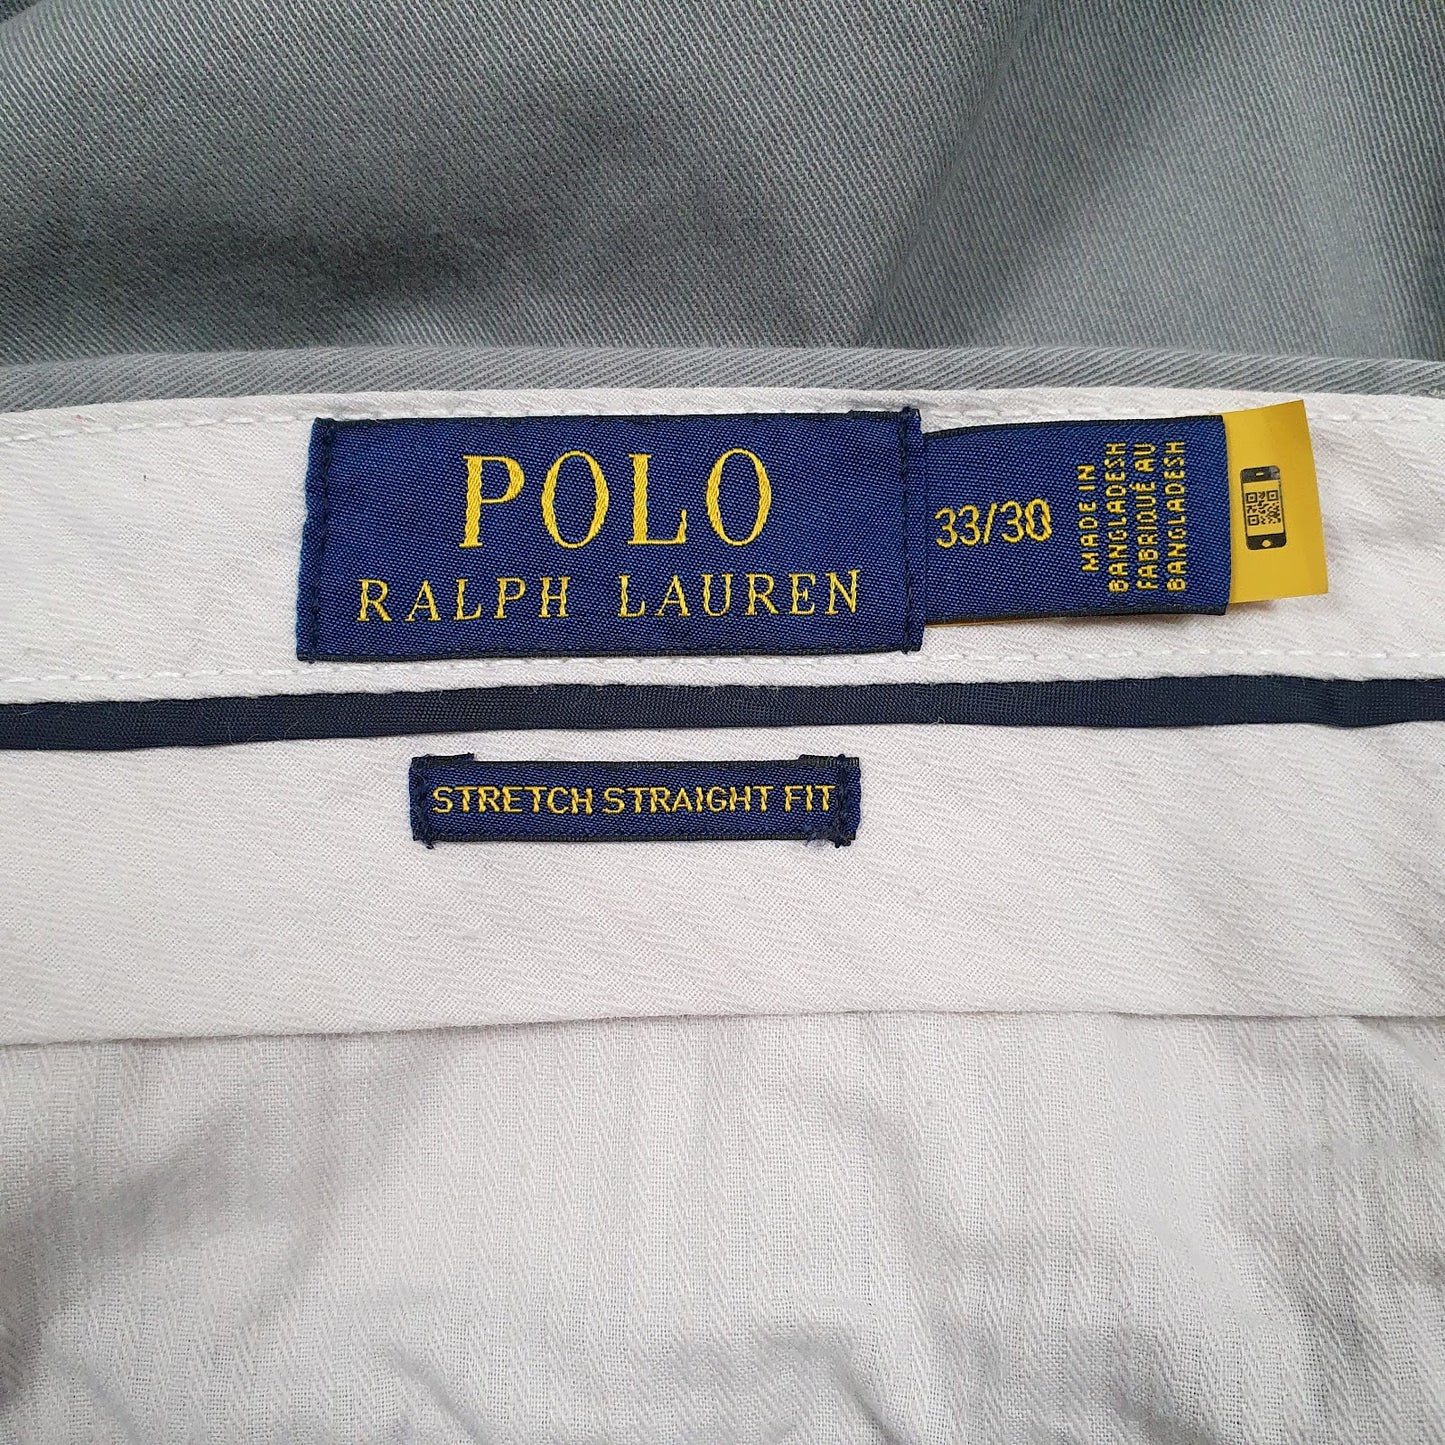 POLO
RALPH LAUREN
33/30
MADE IN
BANGLADESH
FABRIQUÉ AU
BANGLADESH
STRETCH STRAIGHT FIT